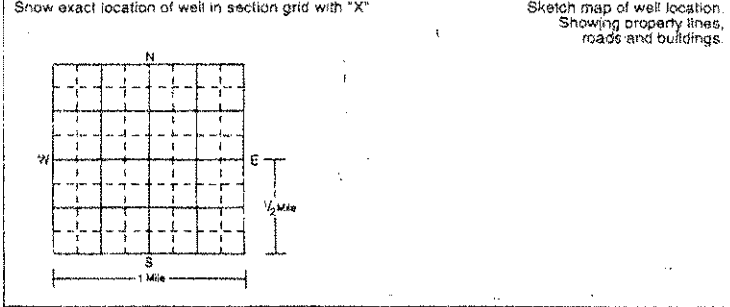 Show exact location of well in section grid with "X"
Sketch map of well location.
Showing property lines,
roads and buildings.
N
W
E
1/2 Mile
S
1 Mile